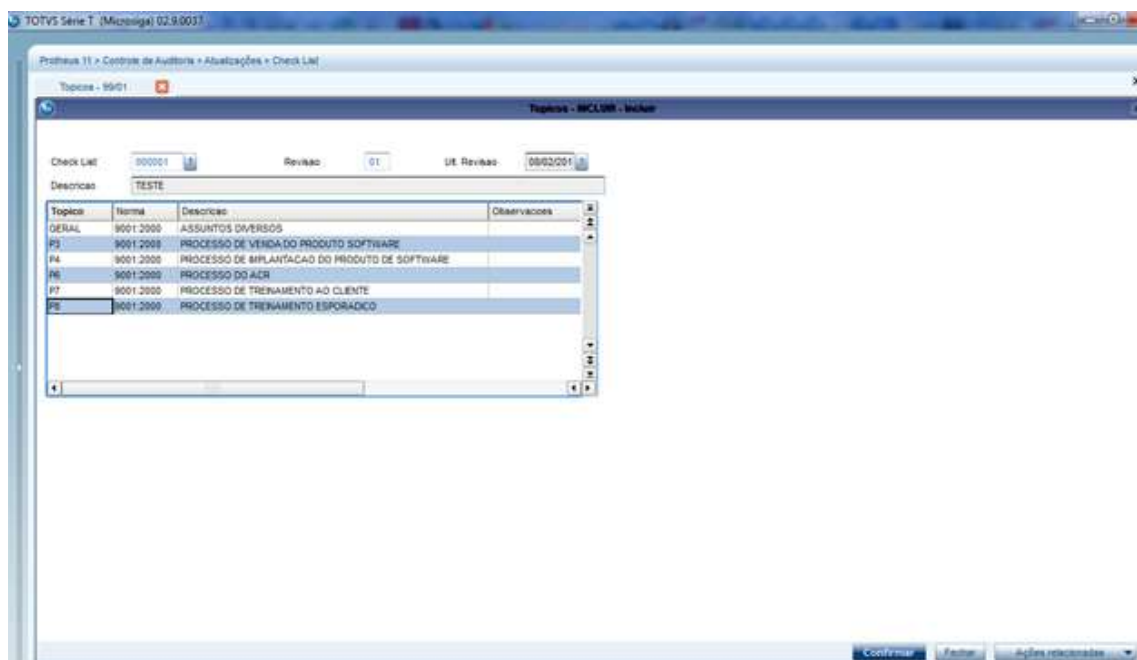 TOTVS Série T (Microsiga) 02.9.0037
Protheus 11 > Controle de Auditoria > Atualizações > Check List
Topicos - 99/01
Topicos - INCLUIR - Incluir
Check List 000001 Revisao 01 Ult. Revisao 08/02/201
Descricao TESTE
Topico Norma Descricao Observacoes
GERAL 9001:2000 ASSUNTOS DIVERSOS
P3 9001:2008 PROCESSO DE VENDA DO PRODUTO SOFTWARE
P4 9001:2000 PROCESSO DE IMPLANTACAO DO PRODUTO DE SOFTWARE
P6 9001:2000 PROCESSO DO ACR
P7 9001:2000 PROCESSO DE TREINAMENTO AO CLIENTE
9001:2000 PROCESSO DE TREINAMENTO ESPORADICO
Confirmar Fechar Ações relacionadas